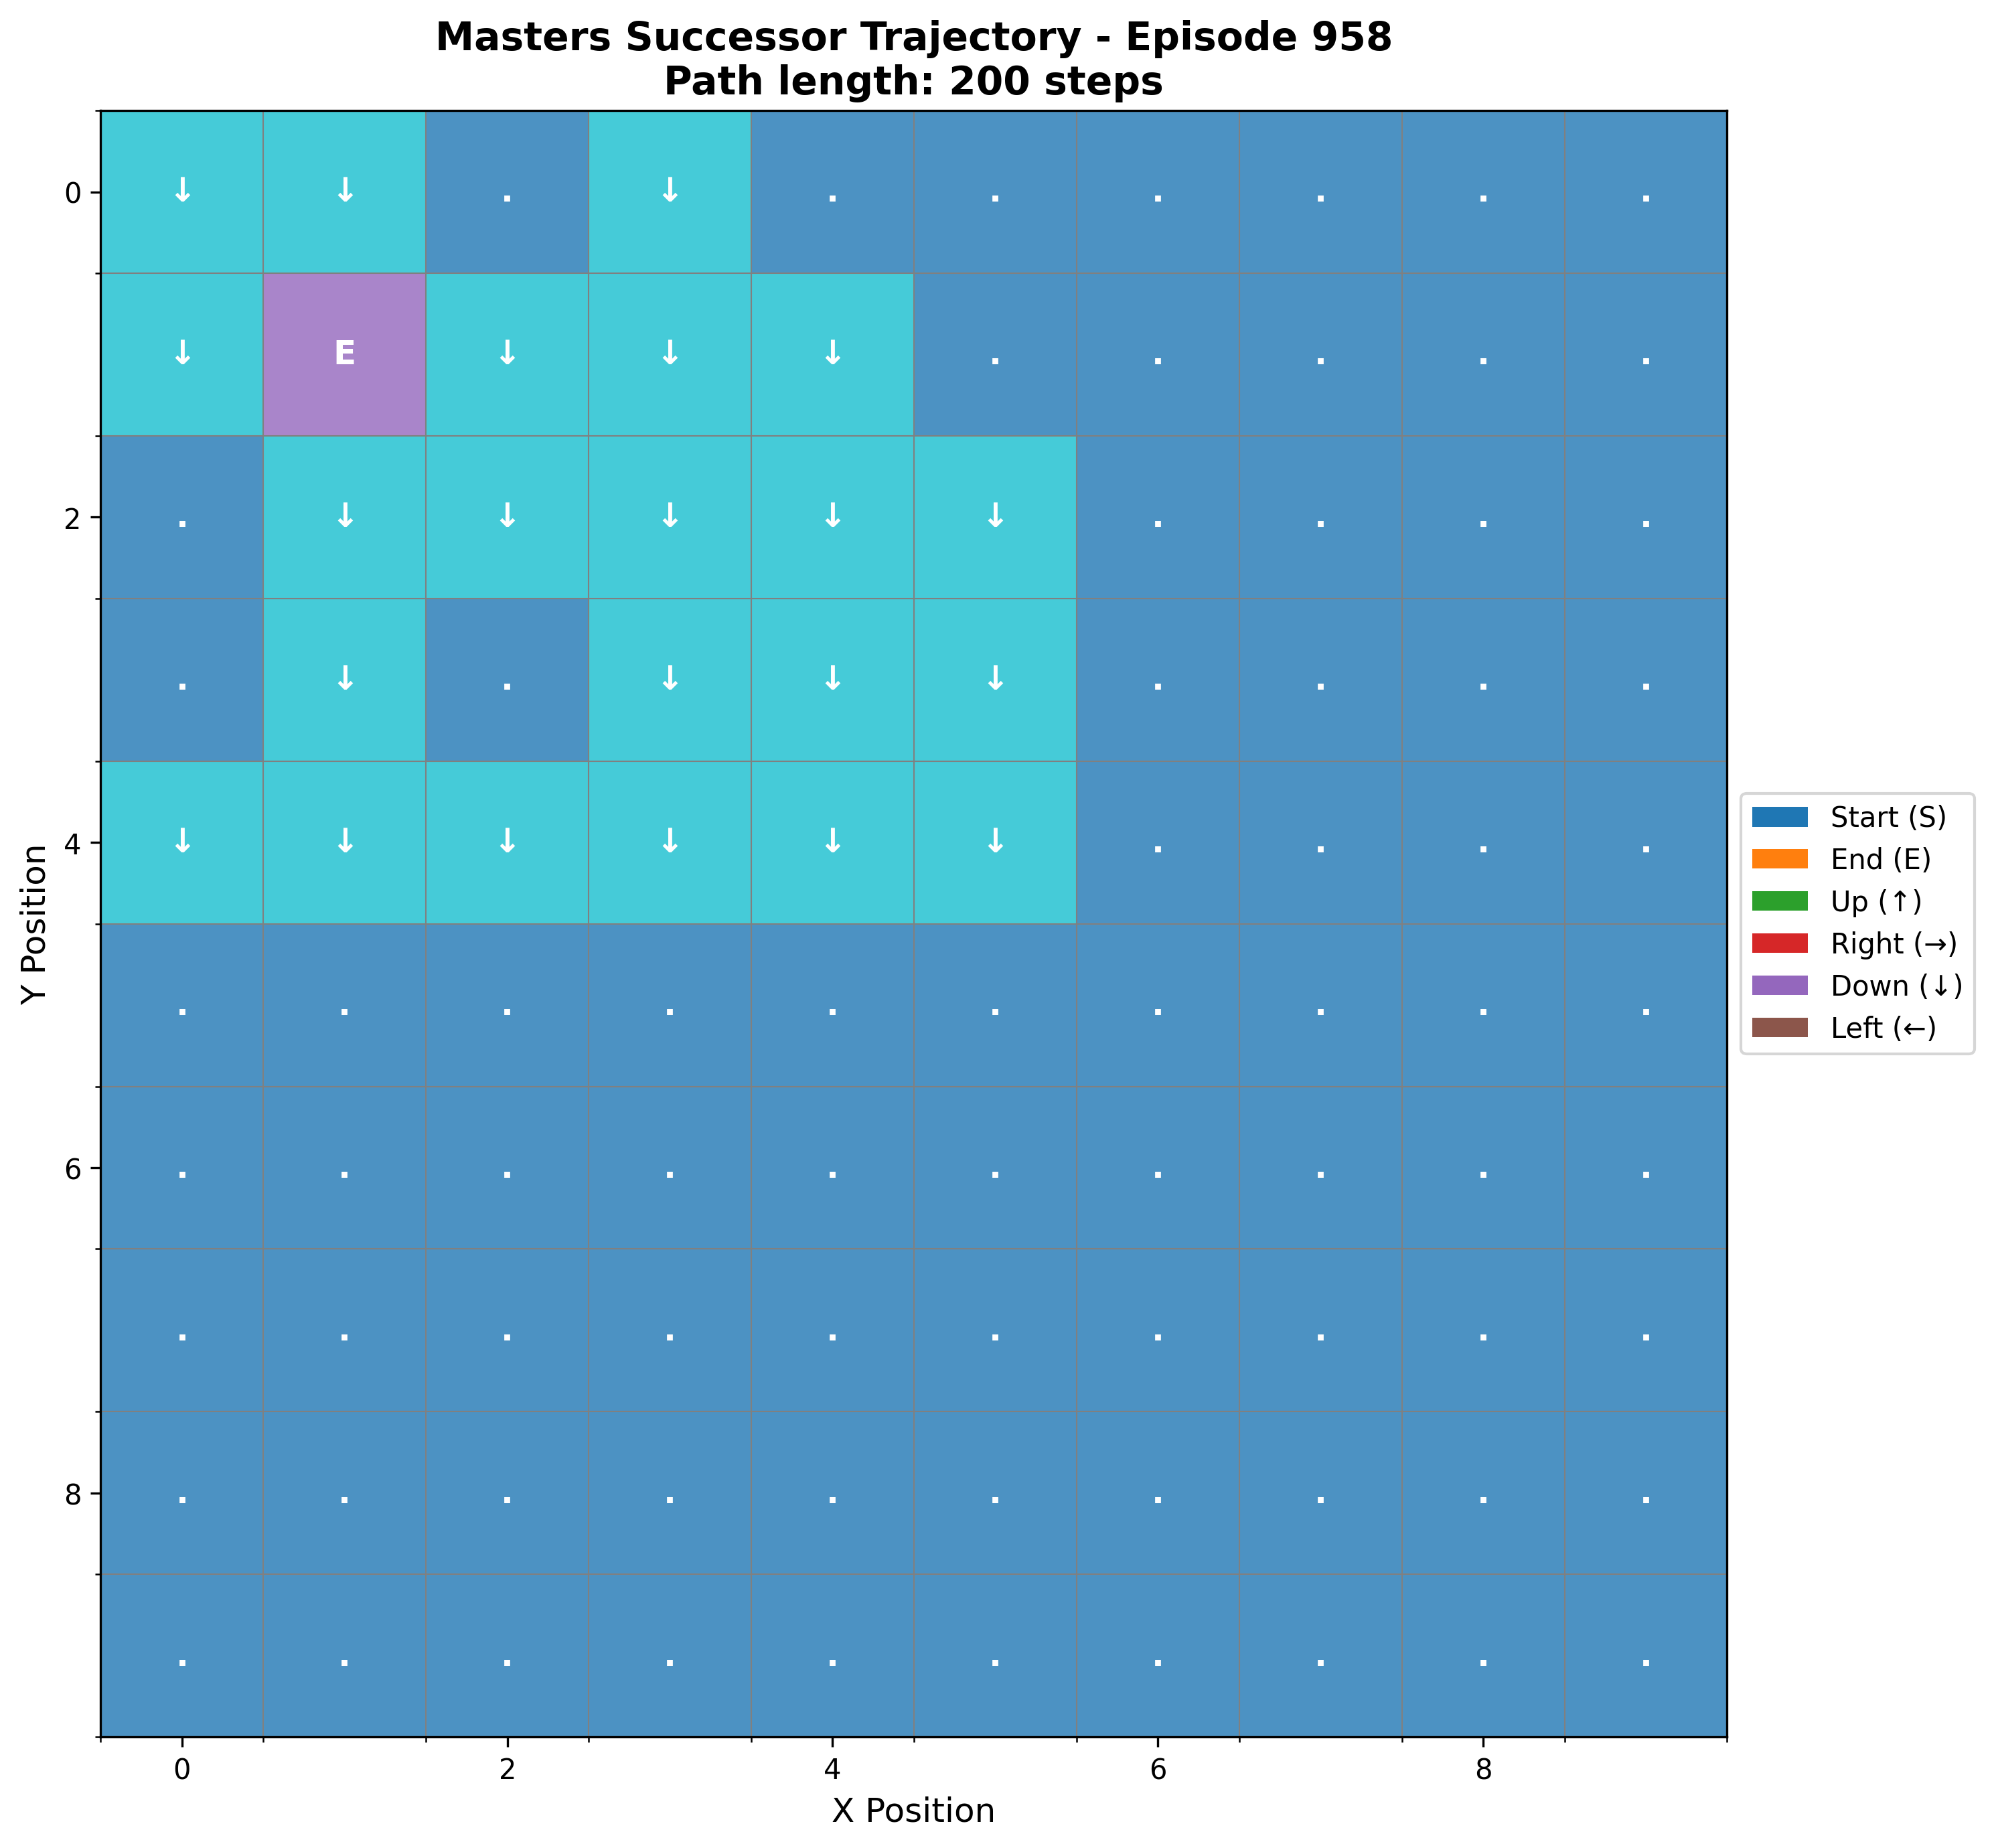 Masters Successor Trajectory - Episode 958
Path length: 200 steps
0 ↓ ↓ . ↓ . . . . . .
↓ E ↓ ↓ ↓ . . . . .
2 . ↓ ↓ ↓ ↓ ↓ . . . .
. ↓ . ↓ ↓ ↓ . . . .
4 ↓ ↓ ↓ ↓ ↓ ↓ . . . .
. . . . . . . . . .
6 . . . . . . . . . .
. . . . . . . . . .
8 . . . . . . . . . .
. . . . . . . . . .
0 2 4 6 8
X Position
Y Position
Start (S)
End (E)
Up (↑)
Right (→)
Down (↓)
Left (←)